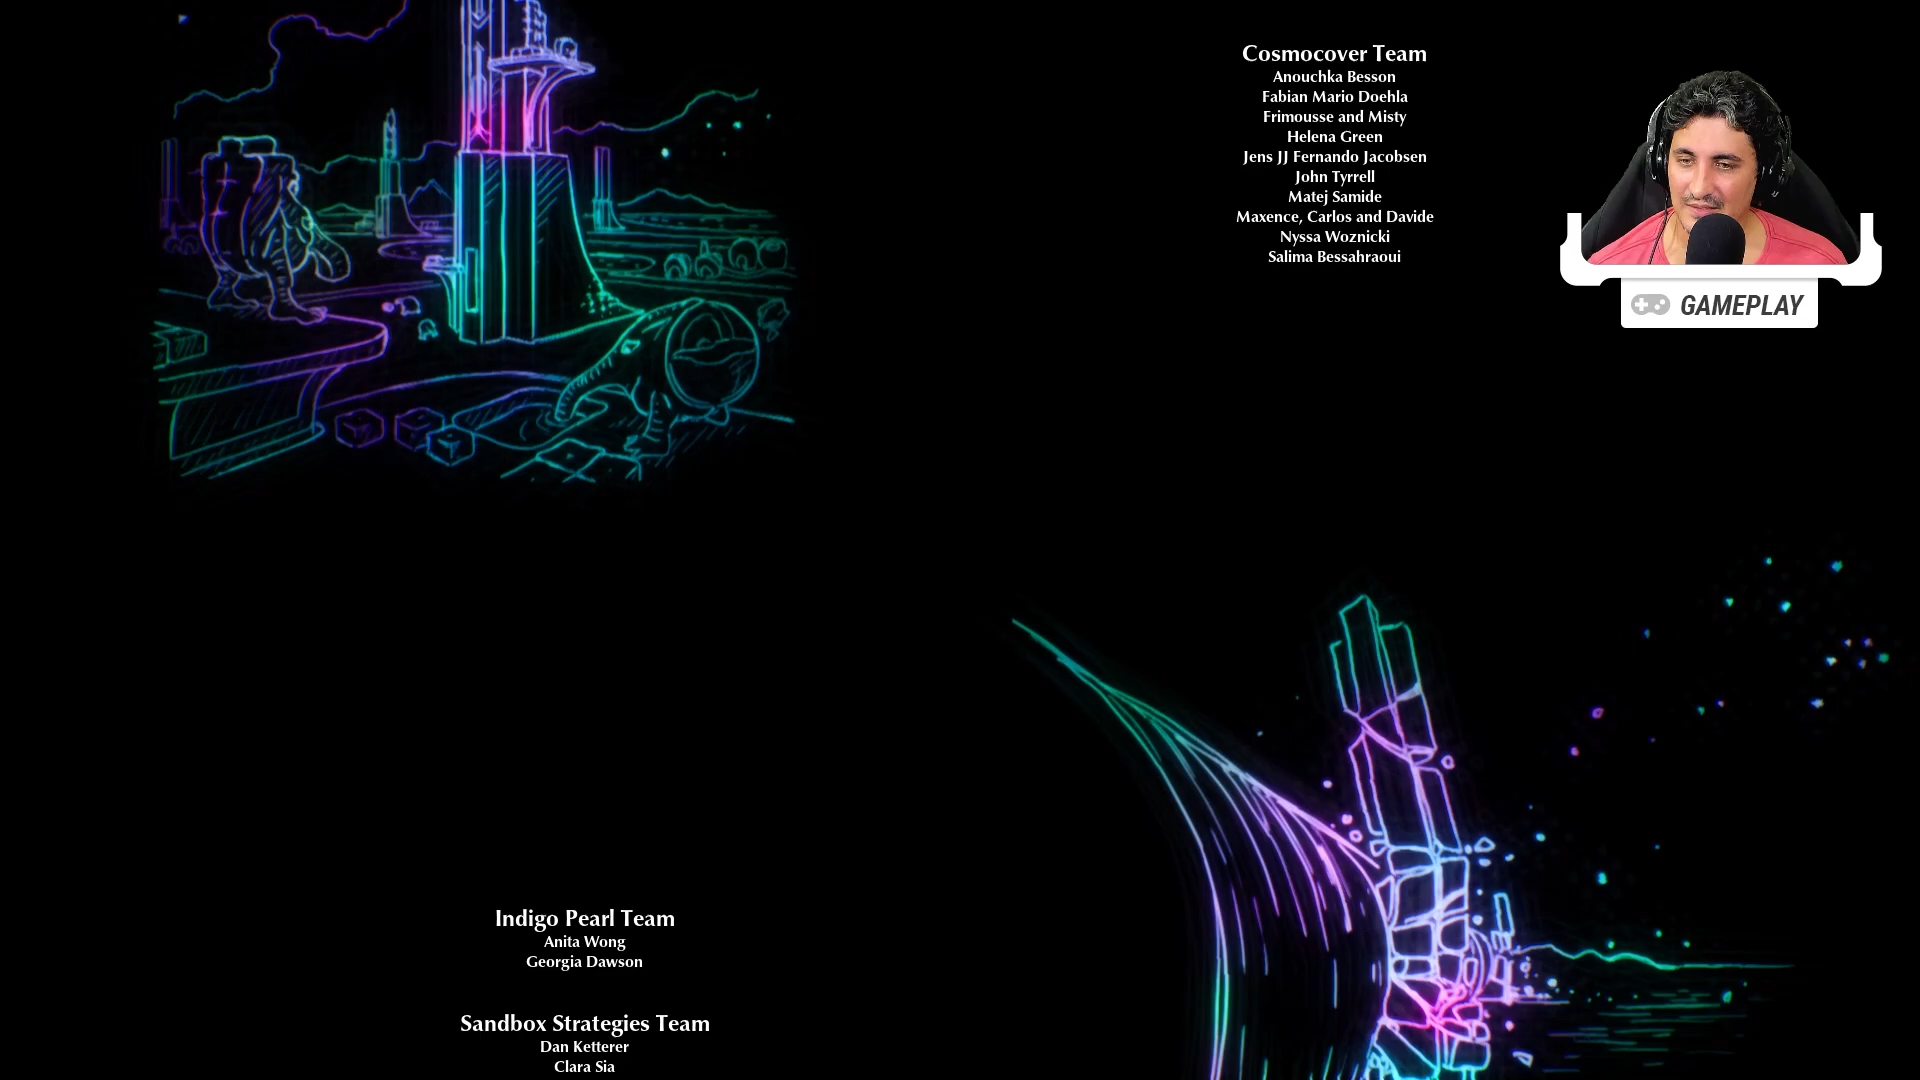 Cosmocover Team
Anouchka Besson
Fabian Mario Doehla
Frimousse and Misty
Helena Green
Jens JJ Fernando Jacobsen
John Tyrrell
Matej Samide
Maxence, Carlos and Davide
Nyssa Woznicki
Salima Bessahraoui
GAMEPLAY
Indigo Pearl Team
Anita Wong
Georgia Dawson
Sandbox Strategies Team
Dan Ketterer
Clara Sia